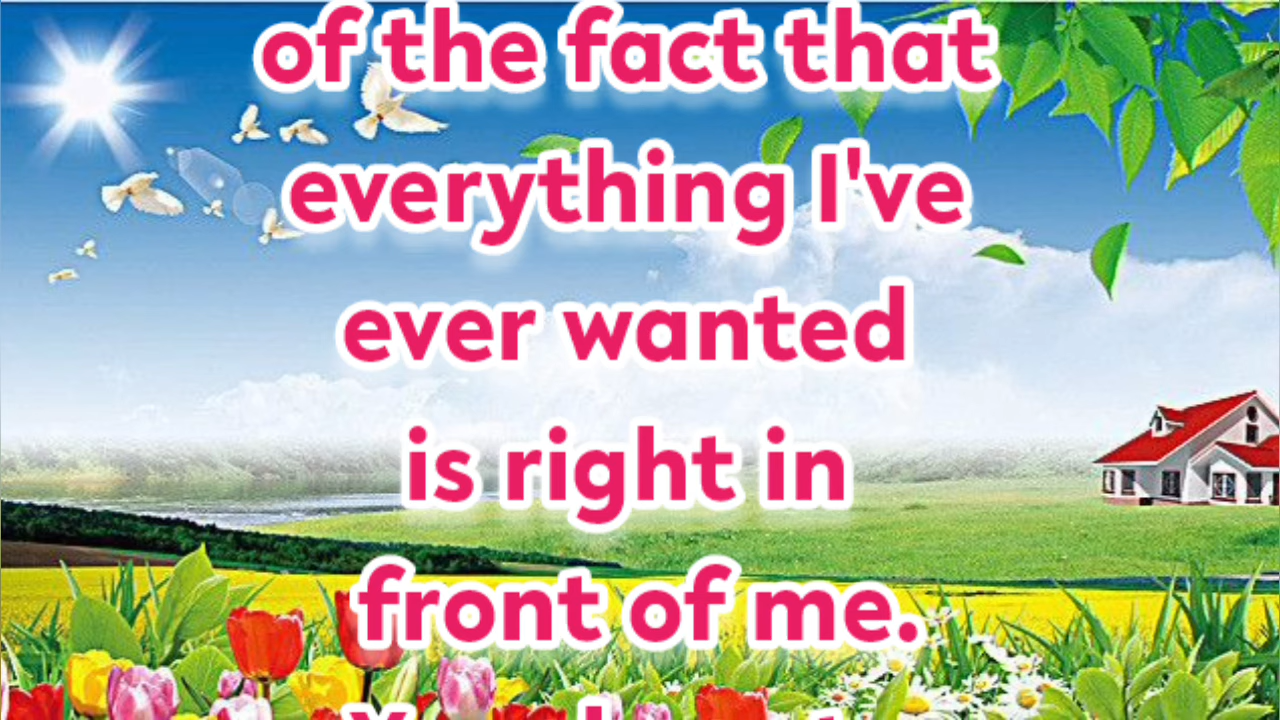 of the fact that
everything I've
ever wanted
is right in
front of me.